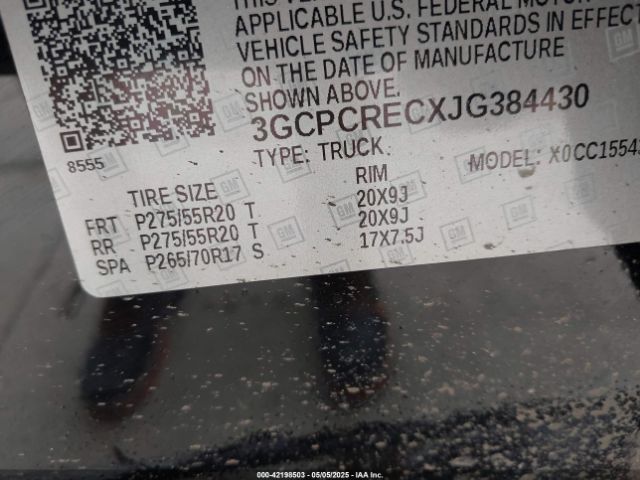 APPLICABLE U.S. FEDERAL MOTOR
VEHICLE SAFETY STANDARDS IN EFFECT
ON THE DATE OF MANUFACTURE
SHOWN ABOVE.
3GCPCRECXJG384430
8555
TYPE: TRUCK
MODEL: X0CC1554
TIRE SIZE RIM
FRT P275/55R20 T 20X9J
RR P275/55R20 T 20X9J
SPA P265/70R17 S 17X7.5J
000-42198503 - 05/05/2025 - IAA Inc.